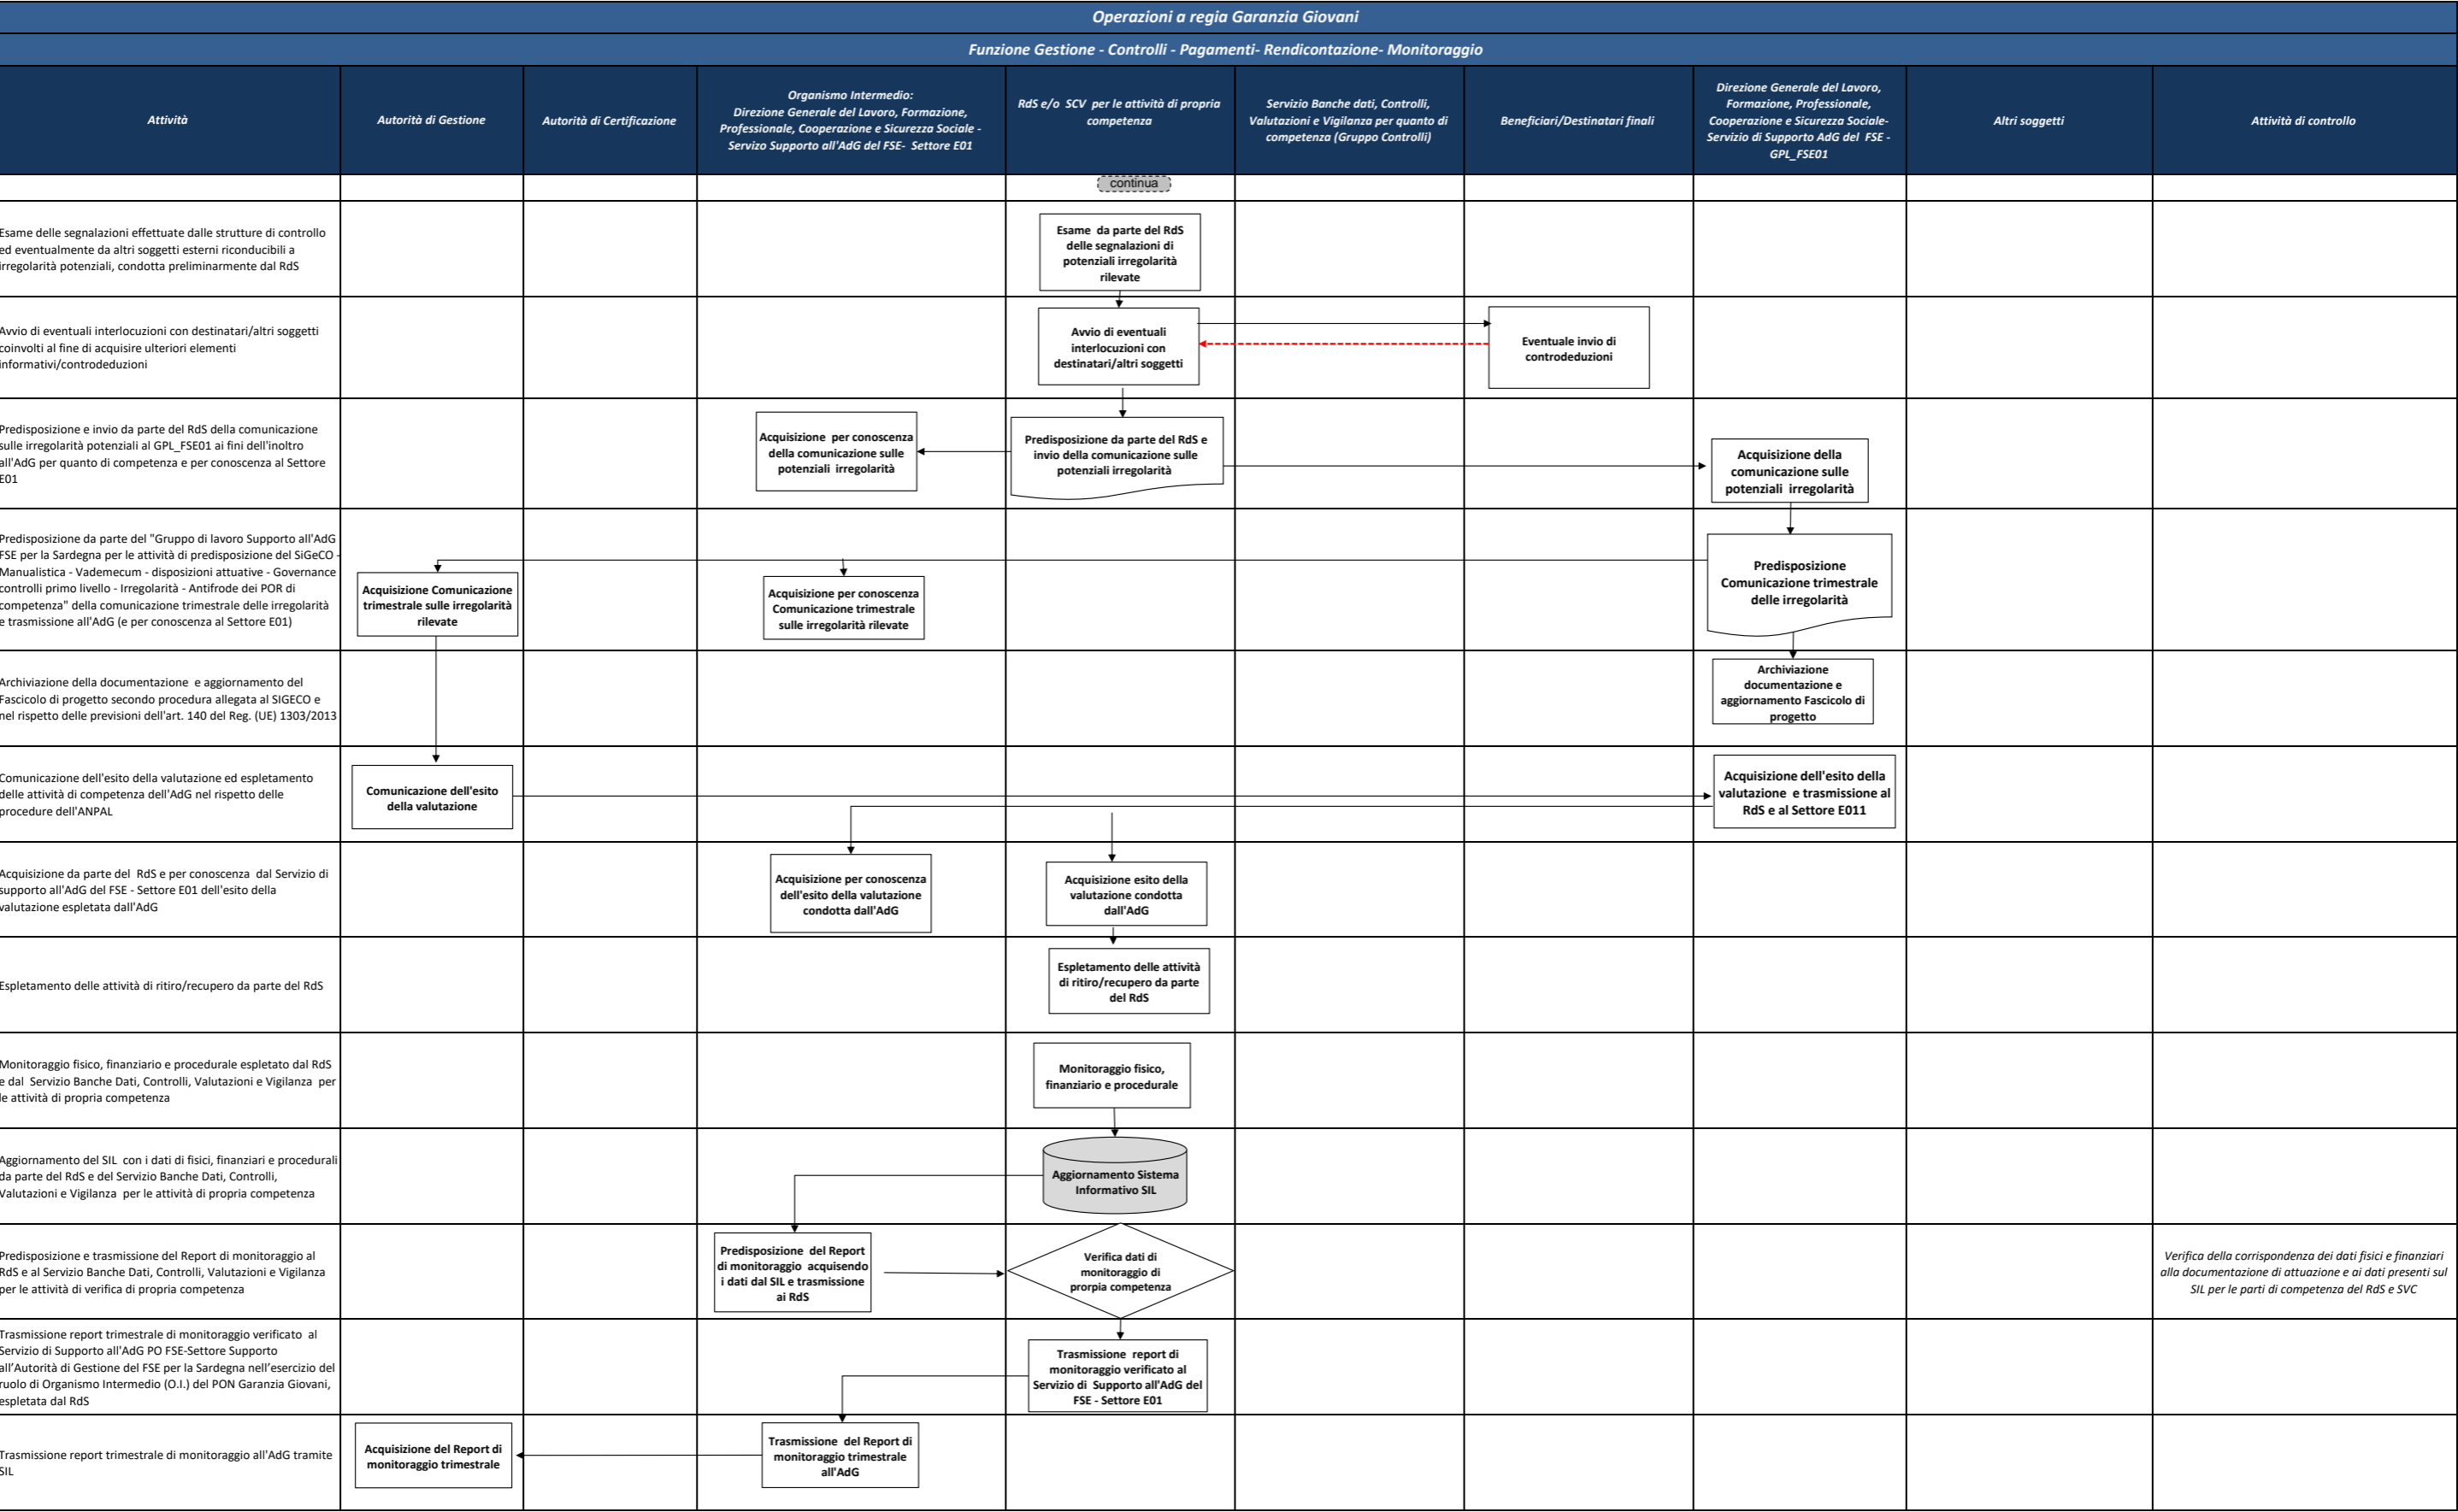 Operazioni a regia Garanzia Giovani
Funzione Gestione - Controlli - Pagamenti- Rendicontazione- Monitoraggio
Attività
Autorità di Gestione
Autorità di Certificazione
Organismo Intermedio:
Direzione Generale del Lavoro, Formazione,
Professionale, Cooperazione e Sicurezza Sociale -
Servizo Supporto all'AdG del FSE- Settore E01
RdS e/o SCV per le attività di propria
competenza
Servizio Banche dati, Controlli,
Valutazioni e Vigilanza per quanto di
competenza (Gruppo Controlli)
Beneficiari/Destinatari finali
Direzione Generale del Lavoro,
Formazione, Professionale,
Cooperazione e Sicurezza Sociale-
Servizio di Supporto AdG del FSE -
GPL_FSE01
Altri soggetti
Attività di controllo
continua
Esame delle segnalazioni effettuate dalle strutture di controllo
ed eventualmente da altri soggetti esterni riconducibili a
irregolarità potenziali, condotta preliminarmente dal RdS
Esame da parte del RdS
delle segnalazioni di
potenziali irregolarità
rilevate
Avvio di eventuali interlocuzioni con destinatari/altri soggetti
coinvolti al fine di acquisire ulteriori elementi
informativi/controdeduzioni
Avvio di eventuali
interlocuzioni con
destinatari/altri soggetti
Eventuale invio di
controdeduzioni
Predisposizione e invio da parte del RdS della comunicazione
sulle irregolarità potenziali al GPL_FSE01 ai fini dell'inoltro
all'AdG per quanto di competenza e per conoscenza al Settore
E01
Acquisizione per conoscenza
della comunicazione sulle
potenziali irregolarità
Predisposizione da parte del RdS e
invio della comunicazione sulle
potenziali irregolarità
Acquisizione della
comunicazione sulle
potenziali irregolarità
Predisposizione da parte del "Gruppo di lavoro Supporto all'AdG
FSE per la Sardegna per le attività di predisposizione del SiGeCO -
Manualistica - Vademecum - disposizioni attuative - Governance
controlli primo livello - Irregolarità - Antifrode dei POR di
competenza" della comunicazione trimestrale delle irregolarità
e trasmissione all'AdG (e per conoscenza al Settore E01)
Acquisizione Comunicazione
trimestrale sulle irregolarità
rilevate
Acquisizione per conoscenza
Comunicazione trimestrale
sulle irregolarità rilevate
Predisposizione
Comunicazione trimestrale
delle irregolarità
Archiviazione della documentazione e aggiornamento del
Fascicolo di progetto secondo procedura allegata al SIGECO e
nel rispetto delle previsioni dell'art. 140 del Reg. (UE) 1303/2013
Archiviazione
documentazione e
aggiornamento Fascicolo di
progetto
Comunicazione dell'esito della valutazione ed espletamento
delle attività di competenza dell'AdG nel rispetto delle
procedure dell'ANPAL
Comunicazione dell'esito
della valutazione
Acquisizione dell'esito della
valutazione e trasmissione al
RdS e al Settore E011
Acquisizione da parte del RdS e per conoscenza dal Servizio di
supporto all'AdG del FSE - Settore E01 dell'esito della
valutazione espletata dall'AdG
Acquisizione per conoscenza
dell'esito della valutazione
condotta dall'AdG
Acquisizione esito della
valutazione condotta
dall'AdG
Espletamento delle attività di ritiro/recupero da parte del RdS
Espletamento delle attività
di ritiro/recupero da parte
del RdS
Monitoraggio fisico, finanziario e procedurale espletato dal RdS
e dal Servizio Banche Dati, Controlli, Valutazioni e Vigilanza per
le attività di propria competenza
Monitoraggio fisico,
finanziario e procedurale
Aggiornamento del SIL con i dati di fisici, finanziari e procedurali
da parte del RdS e del Servizio Banche Dati, Controlli,
Valutazioni e Vigilanza per le attività di propria competenza
Aggiornamento Sistema
Informativo SIL
Predisposizione e trasmissione del Report di monitoraggio al
RdS e al Servizio Banche Dati, Controlli, Valutazioni e Vigilanza
per le attività di verifica di propria competenza
Predisposizione del Report
di monitoraggio acquisendo
i dati dal SIL e trasmissione
ai RdS
Verifica dati di
monitoraggio di
prorpia competenza
Verifica della corrispondenza dei dati fisici e finanziari
alla documentazione di attuazione e ai dati presenti sul
SIL per le parti di competenza del RdS e SVC
Trasmissione report trimestrale di monitoraggio verificato al
Servizio di Supporto all'AdG PO FSE-Settore Supporto
all'Autorità di Gestione del FSE per la Sardegna nell'esercizio del
ruolo di Organismo Intermedio (O.I.) del PON Garanzia Giovani,
espletata dal RdS
Trasmissione report di
monitoraggio verificato al
Servizio di Supporto all'AdG del
FSE - Settore E01
Trasmissione report trimestrale di monitoraggio all'AdG tramite
SIL
Acquisizione del Report di
monitoraggio trimestrale
Trasmissione del Report di
monitoraggio trimestrale
all'AdG